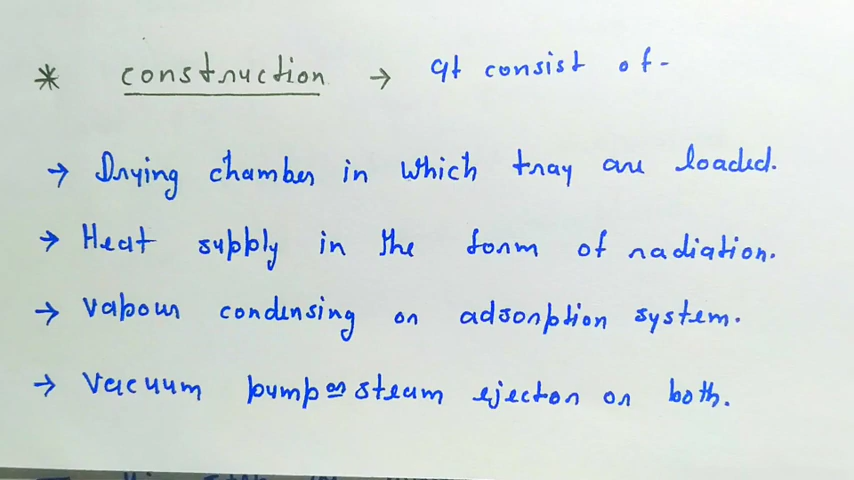 * construction → It consist of-
→ Drying chamber in which tray are loaded.
→ Heat supply in the form of radiation.
→ Vapour condensing or adsorption system.
→ Vacuum pump or steam ejector or both.